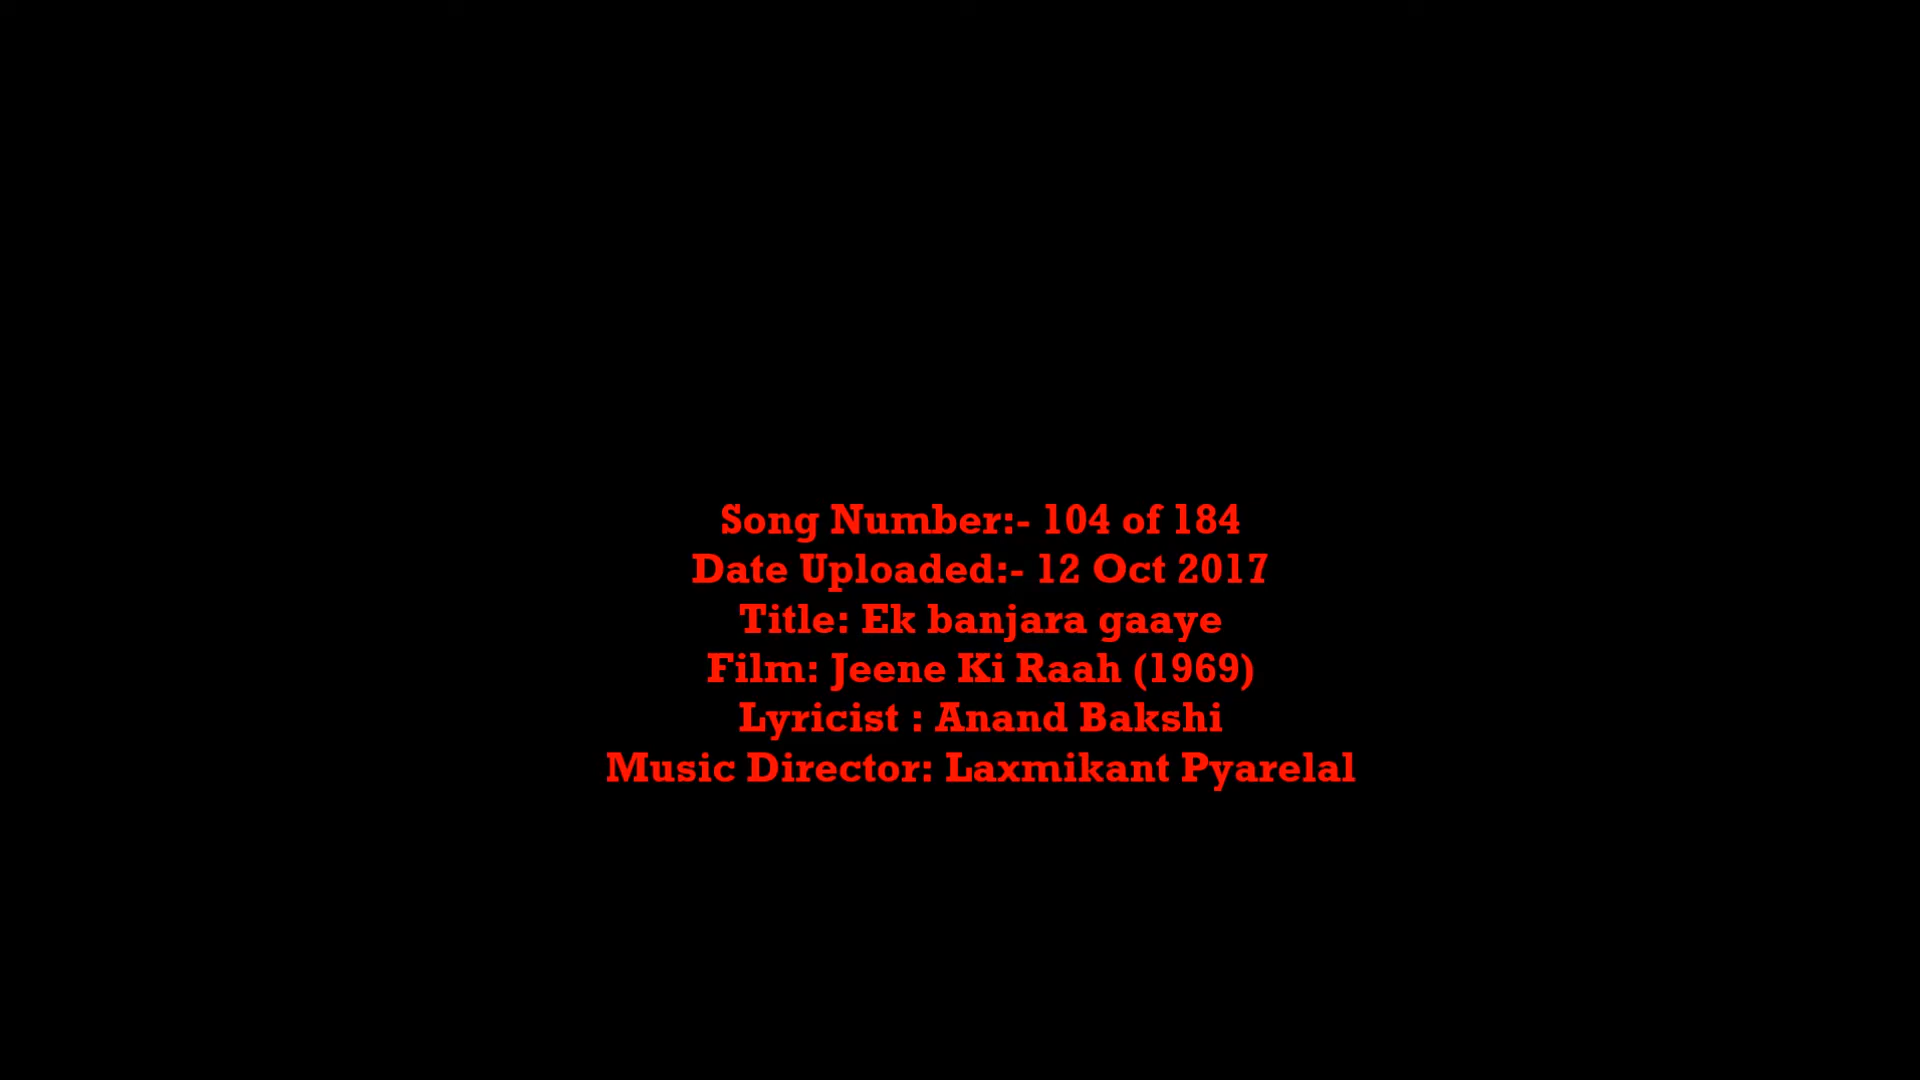 Song Number:- 104 of 184
Date Uploaded:- 12 Oct 2017
Title: Ek banjara gaaye
Film: Jeene Ki Raah (1969)
Lyricist : Anand Bakshi
Music Director: Laxmikant Pyarelal